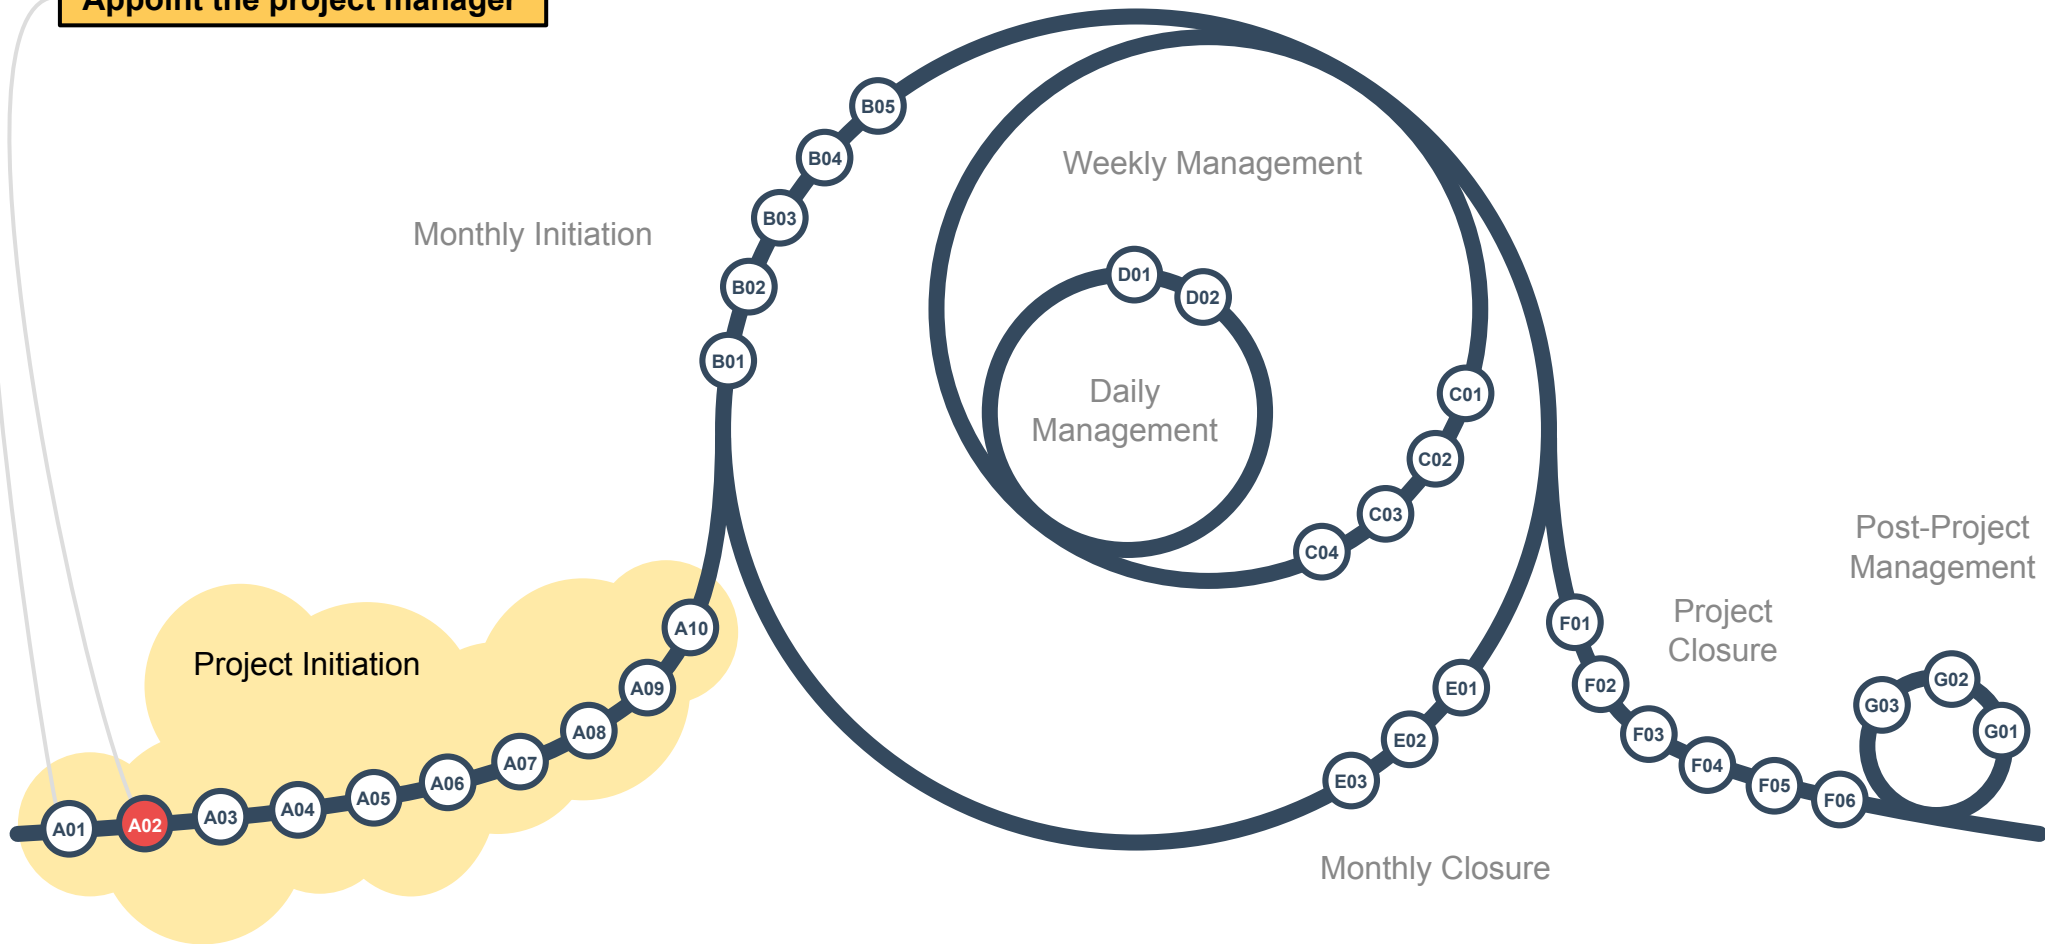 Appoint the project manager
B05
B04
B03
B02
B01
Monthly Initiation
Weekly Management
D01
D02
Daily
Management
C01
C02
C03
C04
Project Initiation
A01
A02
A03
A04
A05
A06
A07
A08
A09
A10
E01
E02
E03
Monthly Closure
F01
F02
F03
F04
F05
F06
Project
Closure
Post-Project
Management
G03
G02
G01